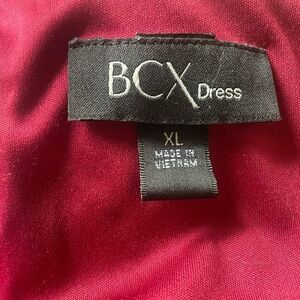 BCX Dress
XL
MADE IN
VIETNAM